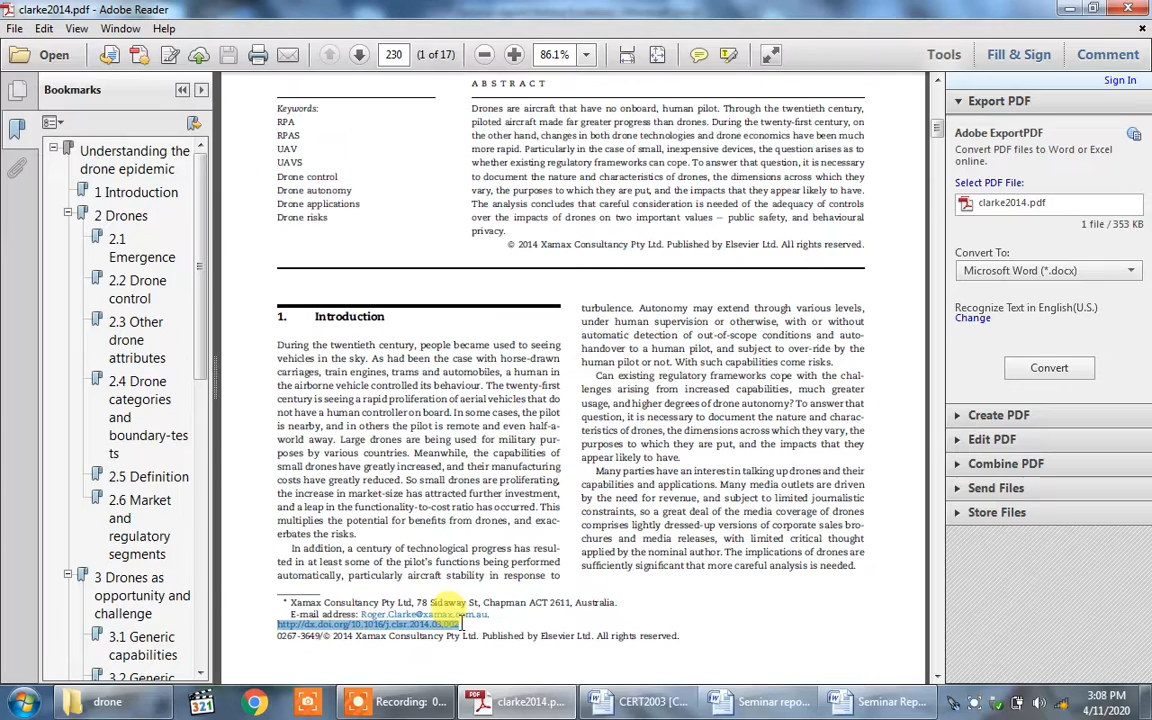 clarke2014.pdf - Adobe Reader
File Edit View Window Help
Open
230 (1 of 17)
86.1%
Tools
Fill & Sign
Comment
Bookmarks
Understanding the
drone epidemic
1 Introduction
2 Drones
2.1
Emergence
2.2 Drone
control
2.3 Other
drone
attributes
2.4 Drone
categories
and
boundary-tes
ts
2.5 Definition
2.6 Market
and
regulatory
segments
3 Drones as
opportunity and
challenge
3.1 Generic
capabilities
3.2 Generic
ABSTRACT
Keywords:
RPA
RPAS
UAV
UAVS
Drone control
Drone autonomy
Drone applications
Drone risks
Drones are aircraft that have no onboard, human pilot. Through the twentieth century,
piloted aircraft made far greater progress than drones. During the twenty-first century, on
the other hand, changes in both drone technologies and drone economics have been much
more rapid. Particularly in the case of small, inexpensive devices, the question arises as to
whether existing regulatory frameworks can cope. To answer that question, it is necessary
to document the nature and characteristics of drones, the dimensions across which they
vary, the purposes to which they are put, and the impacts that they appear likely to have.
The analysis concludes that careful consideration is needed of the adequacy of controls
over the impacts of drones on two important values – public safety, and behavioural
privacy.
© 2014 Xamax Consultancy Pty Ltd. Published by Elsevier Ltd. All rights reserved.
1. Introduction
During the twentieth century, people became used to seeing
vehicles in the sky. As had been the case with horse-drawn
carriages, train engines, trams and automobiles, a human in
the airborne vehicle controlled its behaviour. The twenty-first
century is seeing a rapid proliferation of aerial vehicles that do
not have a human controller on board. In some cases, the pilot
is nearby, and in others the pilot is remote and even half-a-
world away. Large drones are being used for military pur-
poses by various countries. Meanwhile, the capabilities of
small drones have greatly increased, and their manufacturing
costs have greatly reduced. So small drones are proliferating,
the increase in market-size has attracted further investment,
and a leap in the functionality-to-cost ratio has occurred. This
multiplies the potential for benefits from drones, and exac-
erbates the risks.
In addition, a century of technological progress has resul-
ted in at least some of the pilot's functions being performed
automatically, particularly aircraft stability in response to
turbulence. Autonomy may extend through various levels,
under human supervision or otherwise, with or without
automatic detection of out-of-scope conditions and auto-
handover to a human pilot, and subject to over-ride by the
human pilot or not. With such capabilities come risks.
Can existing regulatory frameworks cope with the chal-
lenges arising from increased capabilities, much greater
usage, and higher degrees of drone autonomy? To answer that
question, it is necessary to document the nature and charac-
teristics of drones, the dimensions across which they vary, the
purposes to which they are put, and the impacts that they
appear likely to have.
Many parties have an interest in talking up drones and their
capabilities and applications. Many media outlets are driven
by the need for revenue, and subject to limited journalistic
constraints, so a great deal of the media coverage of drones
comprises lightly dressed-up versions of corporate sales bro-
chures and media releases, with limited critical thought
applied by the nominal author. The implications of drones are
sufficiently significant that more careful analysis is needed.
* Xamax Consultancy Pty Ltd, 78 Sidaway St, Chapman ACT 2611, Australia.
E-mail address: Roger.Clarke@xamax.com.au.
http://dx.doi.org/10.1016/j.clsr.2014.03.002
0267-3649/© 2014 Xamax Consultancy Pty Ltd. Published by Elsevier Ltd. All rights reserved.
Sign In
Export PDF
Adobe ExportPDF
Convert PDF files to Word or Excel
online.
Select PDF File:
clarke2014.pdf
1 file / 353 KB
Convert To:
Microsoft Word (*.docx)
Recognize Text in English(U.S.)
Change
Convert
Create PDF
Edit PDF
Combine PDF
Send Files
Store Files
drone
321
Recording: 0...
clarke2014.p...
CERT2003 [C...
Seminar repo...
Seminar Rep...
3:08 PM
4/11/2020